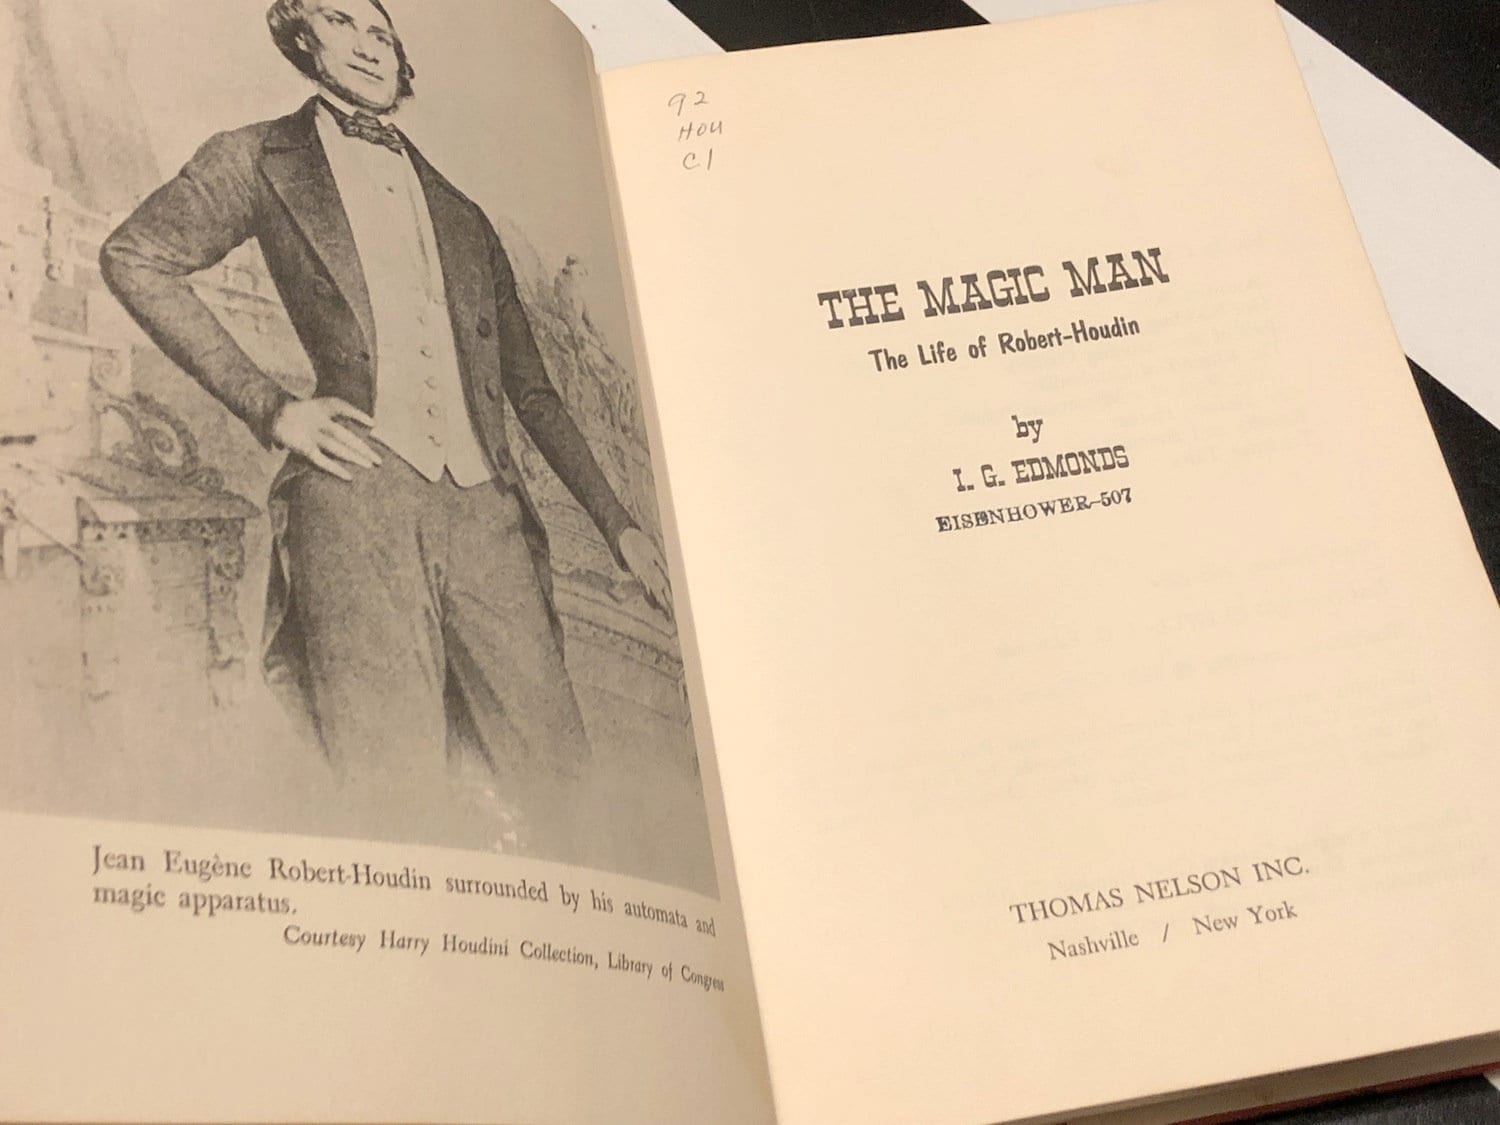 Jean Eugène Robert-Houdin surrounded by his automata and
magic apparatus.
Courtesy Harry Houdini Collection, Library of Congress
92
HOU
C1
THE MAGIC MAN
The Life of Robert-Houdin
by
I. G. EDMONDS
EISENHOWER-507
THOMAS NELSON INC.
Nashville / New York